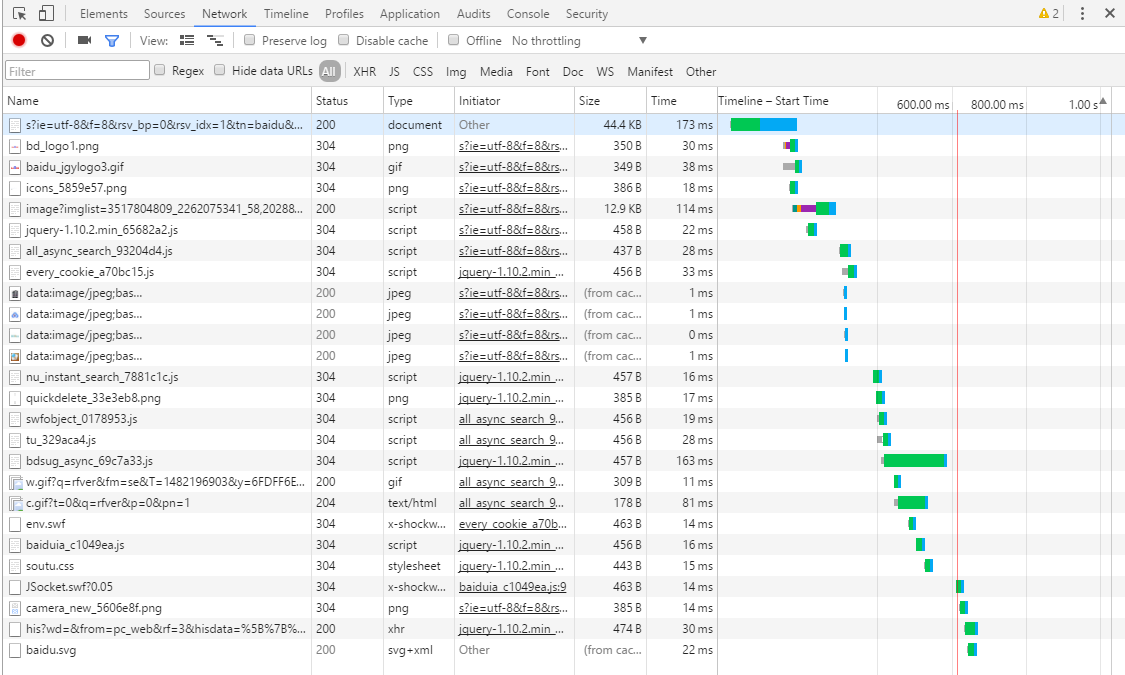 Elements Sources Network Timeline Profiles Application Audits Console Security 2
View: Preserve log Disable cache Offline No throttling
Filter Regex Hide data URLs All XHR JS CSS Img Media Font Doc WS Manifest Other
Name Status Type Initiator Size Time Timeline – Start Time 600.00 ms 800.00 ms 1.00 s
s?ie=utf-8&f=8&rsv_bp=0&rsv_idx=1&tn=baidu&... 200 document Other 44.4 KB 173 ms
bd_logo1.png 304 png s?ie=utf-8&f=8&rs... 350 B 30 ms
baidu_jgylogo3.gif 304 gif s?ie=utf-8&f=8&rs... 349 B 38 ms
icons_5859e57.png 304 png s?ie=utf-8&f=8&rs... 386 B 18 ms
image?imglist=3517804809_2262075341_58,20288... 200 script s?ie=utf-8&f=8&rs... 12.9 KB 114 ms
jquery-1.10.2.min_65682a2.js 304 script s?ie=utf-8&f=8&rs... 458 B 22 ms
all_async_search_93204d4.js 304 script s?ie=utf-8&f=8&rs... 437 B 28 ms
every_cookie_a70bc15.js 304 script jquery-1.10.2.min_... 456 B 33 ms
data:image/jpeg;bas... 200 jpeg s?ie=utf-8&f=8&rs... (from cac... 1 ms
data:image/jpeg;bas... 200 jpeg s?ie=utf-8&f=8&rs... (from cac... 1 ms
data:image/jpeg;bas... 200 jpeg s?ie=utf-8&f=8&rs... (from cac... 0 ms
data:image/jpeg;bas... 200 jpeg s?ie=utf-8&f=8&rs... (from cac... 1 ms
nu_instant_search_7881c1c.js 304 script jquery-1.10.2.min_... 457 B 16 ms
quickdelete_33e3eb8.png 304 png jquery-1.10.2.min_... 385 B 17 ms
swfobject_0178953.js 304 script all_async_search_9... 456 B 19 ms
tu_329aca4.js 304 script all_async_search_9... 456 B 28 ms
bdsug_async_69c7a33.js 304 script jquery-1.10.2.min_... 457 B 163 ms
w.gif?q=rfver&fm=se&T=1482196903&y=6FDFF6E... 200 gif all_async_search_9... 309 B 11 ms
c.gif?t=0&q=rfver&p=0&pn=1 204 text/html all_async_search_9... 178 B 81 ms
env.swf 304 x-shockw... every_cookie_a70b... 463 B 14 ms
baiduia_c1049ea.js 304 script jquery-1.10.2.min_... 456 B 16 ms
soutu.css 304 stylesheet jquery-1.10.2.min_... 443 B 15 ms
JSocket.swf?0.05 304 x-shockw... baiduia_c1049ea.js:9 463 B 14 ms
camera_new_5606e8f.png 304 png s?ie=utf-8&f=8&rs... 385 B 14 ms
his?wd=&from=pc_web&rf=3&hisdata=%5B%7B%... 200 xhr jquery-1.10.2.min_... 474 B 30 ms
baidu.svg 200 svg+xml Other (from cac... 22 ms